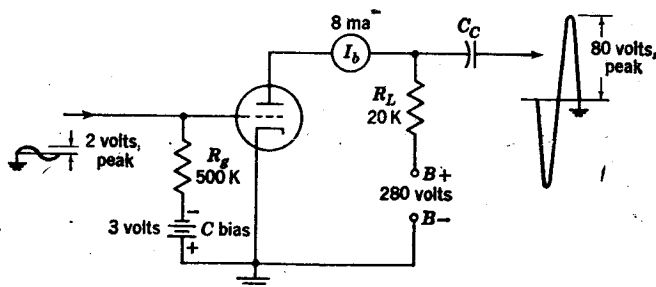 8 ma
I_b
C_C
80 volts,
peak
R_L
20 K
2 volts,
peak
R_g
500 K
B+
280 volts
B−
−
3 volts C bias
+